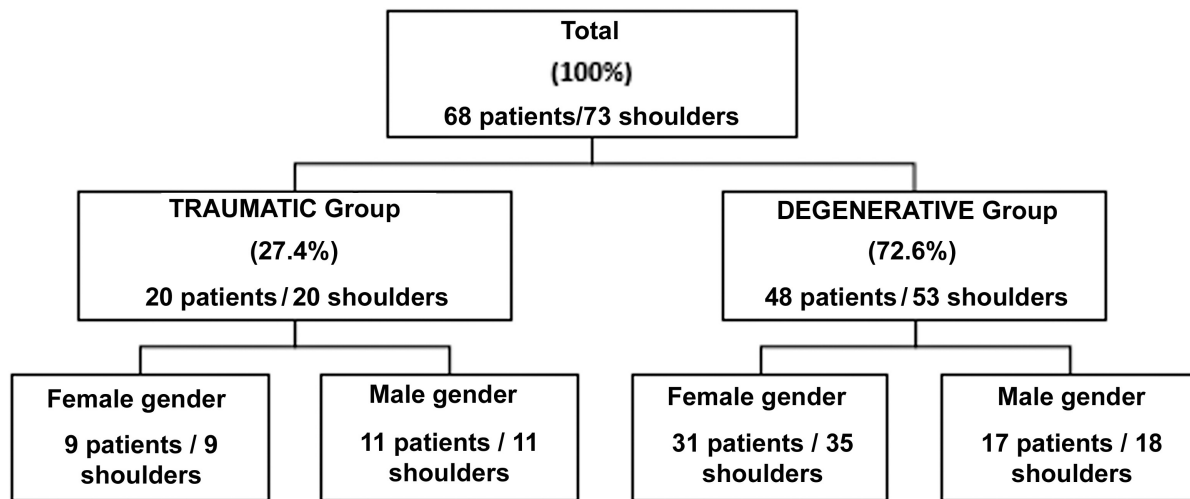 Total
(100%)
68 patients/73 shoulders
TRAUMATIC Group
(27.4%)
20 patients / 20 shoulders
DEGENERATIVE Group
(72.6%)
48 patients / 53 shoulders
Female gender
9 patients / 9
shoulders
Male gender
11 patients / 11
shoulders
Female gender
31 patients / 35
shoulders
Male gender
17 patients / 18
shoulders